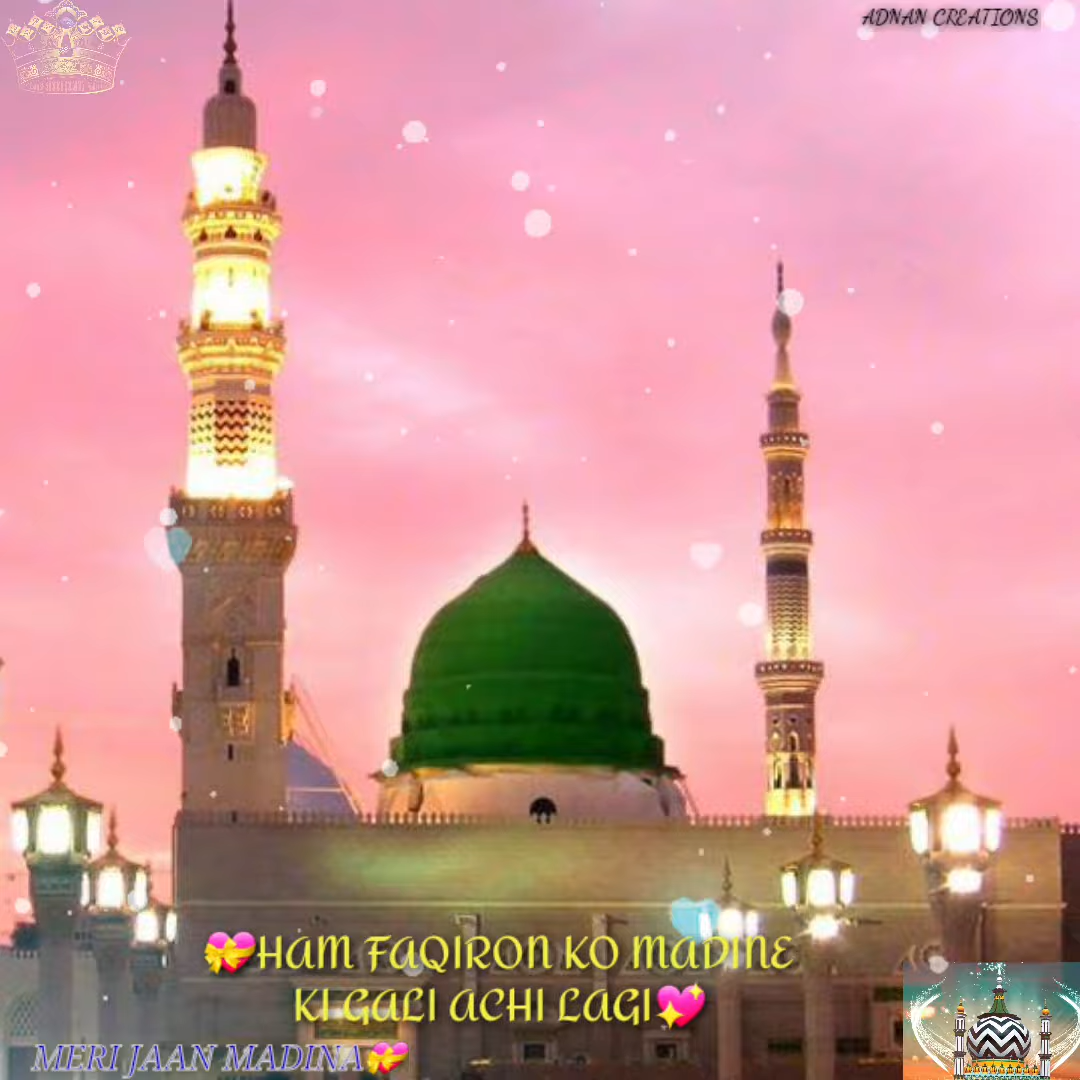 ADNAN CREATIONS
💝HAM FAQIRON KO MADINE
KI GALI ACHI LAGI💖
MERI JAAN MADINA💝